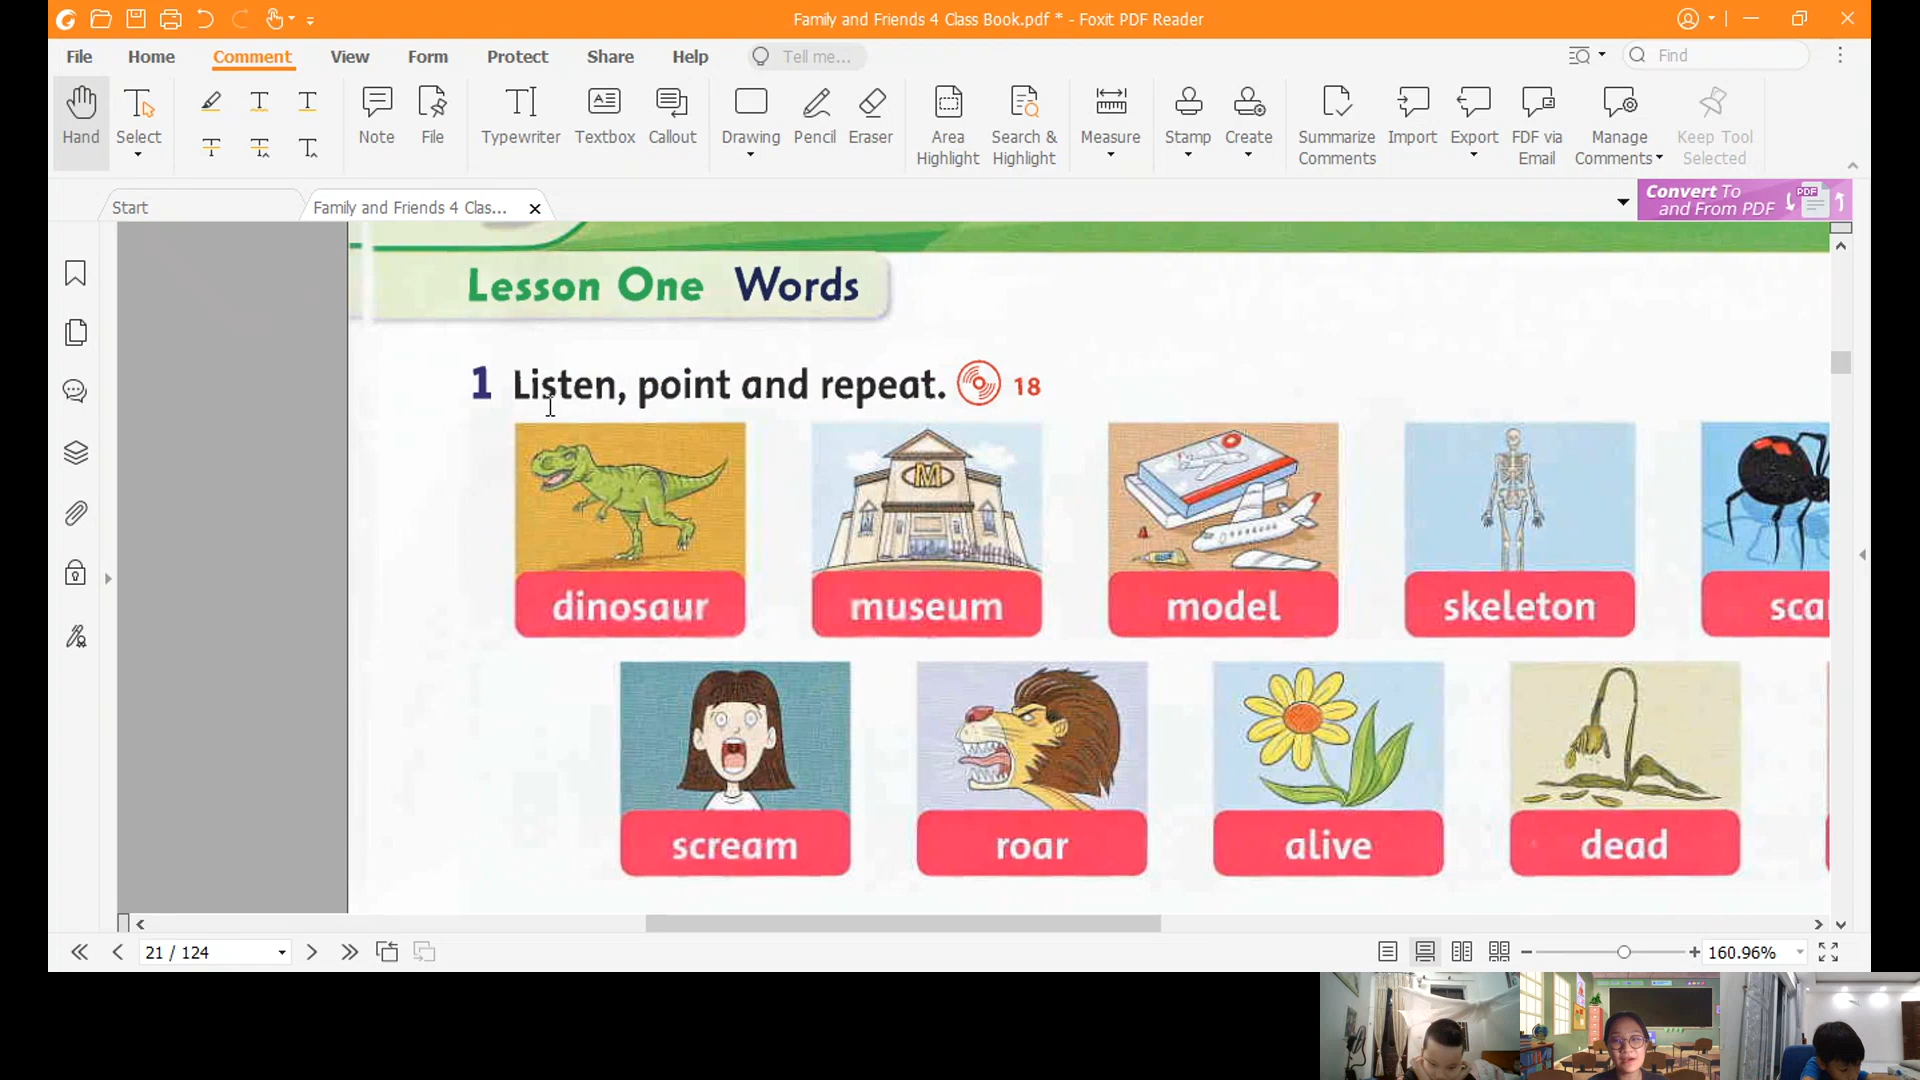 Family and Friends 4 Class Book.pdf * - Foxit PDF Reader
File Home Comment View Form Protect Share Help Tell me... Find
Hand Select Note File Typewriter Textbox Callout Drawing Pencil Eraser Area Highlight Search & Highlight Measure Stamp Create Summarize Comments Import Export FDF via Email Manage Comments Keep Tool Selected
Start Family and Friends 4 Clas... Convert To and From PDF PDF
Lesson One Words
1 Listen, point and repeat. 18
M
dinosaur museum model skeleton sca
scream roar alive dead
21 / 124 160.96%